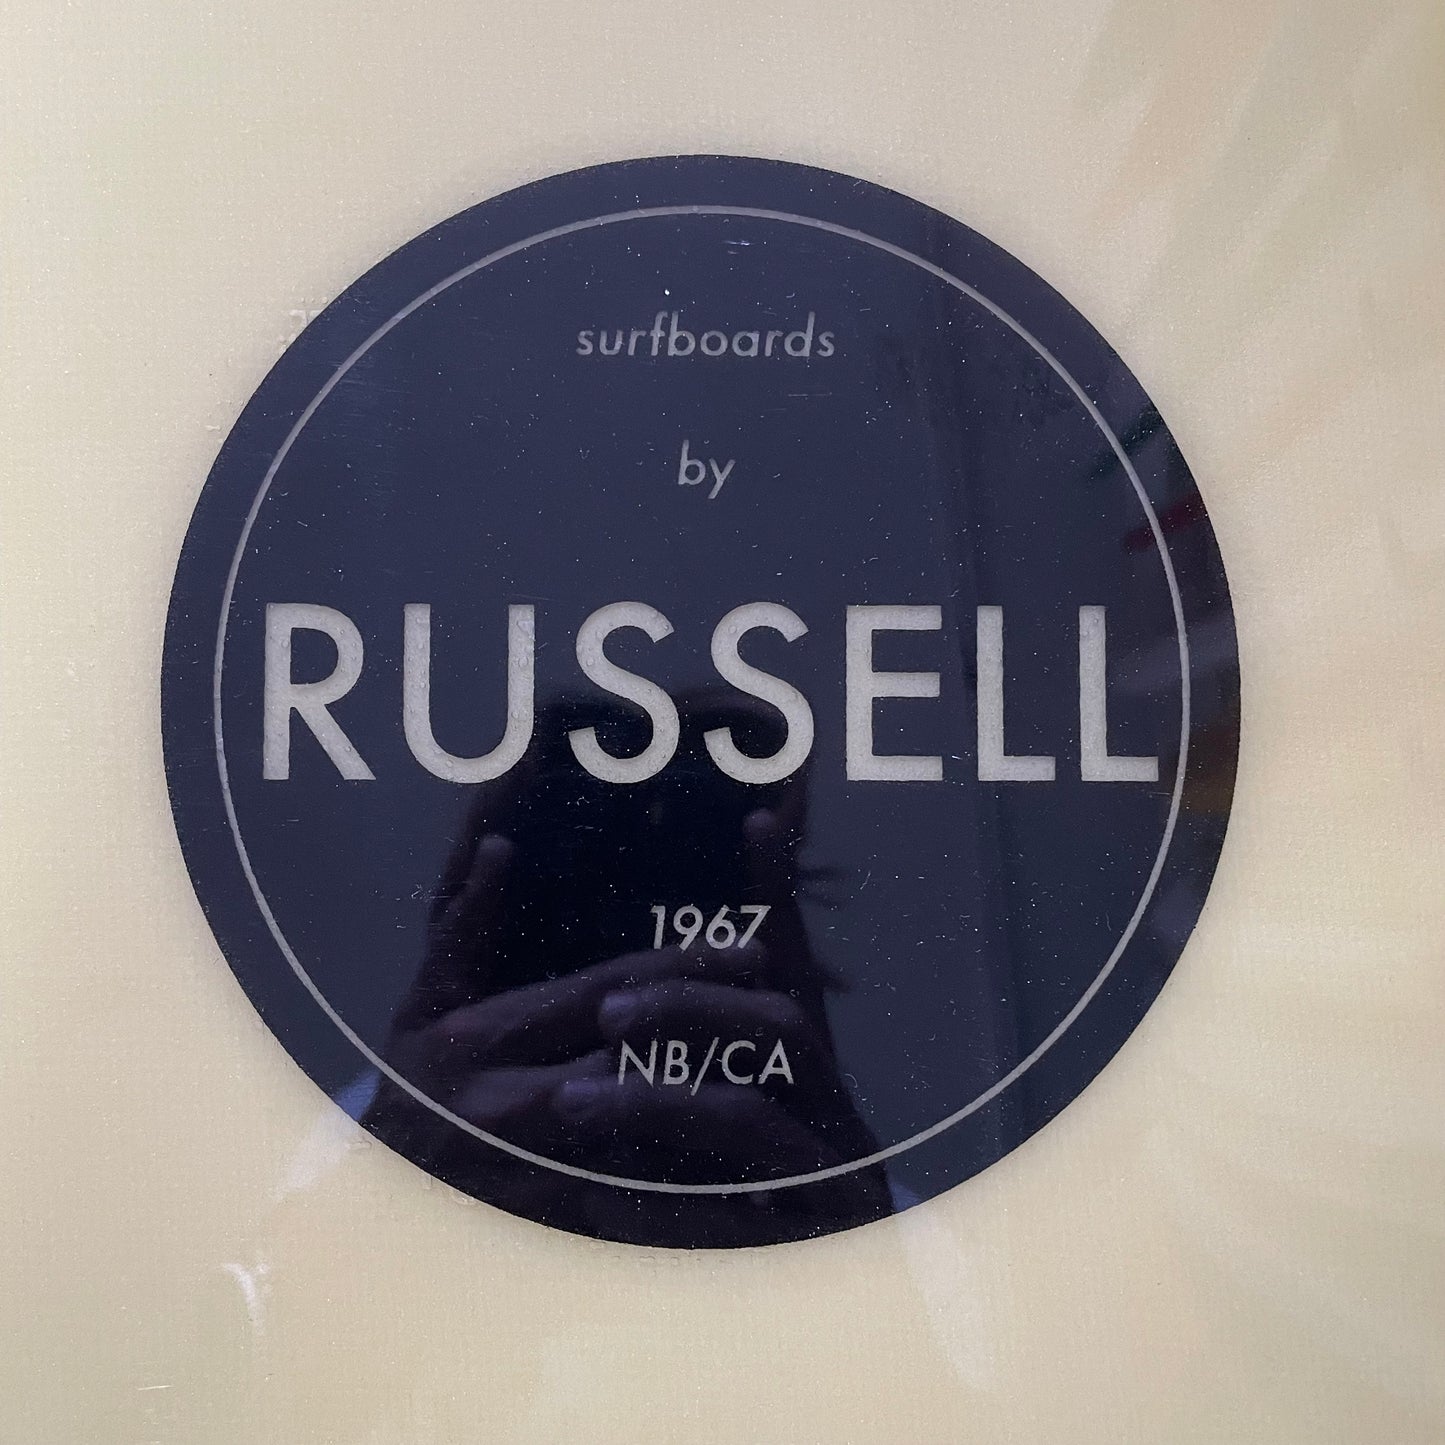 surfboards
by
RUSSELL
1967
NB/CA